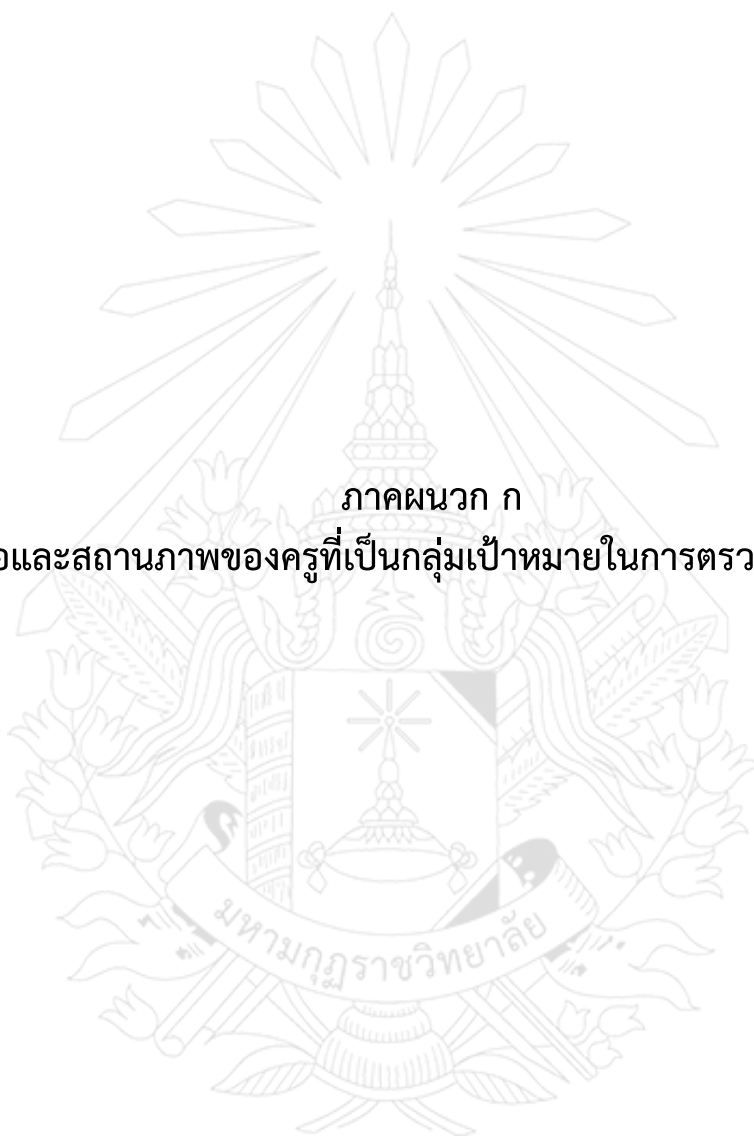 ภาคผนวก ก
และสถานภาพของครูที่เป็นกลุ่มเป้าหมายในการตรว
มหามกุฏราชวิทยาลัย